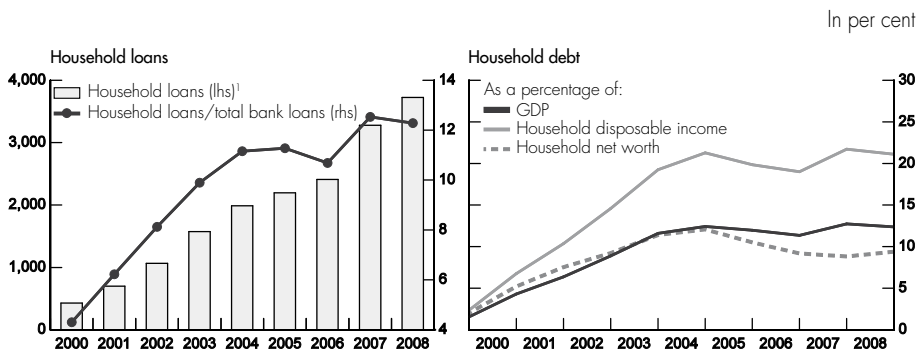 In per cent
Household loans
4,000
3,000
2,000
1,000
0
14
12
10
8
6
4
Household loans (lhs)¹
Household loans/total bank loans (rhs)
2000 2001 2002 2003 2004 2005 2006 2007 2008
Household debt
As a percentage of:
GDP
Household disposable income
Household net worth
30
25
20
15
10
5
0
2000 2001 2002 2003 2004 2005 2006 2007 2008